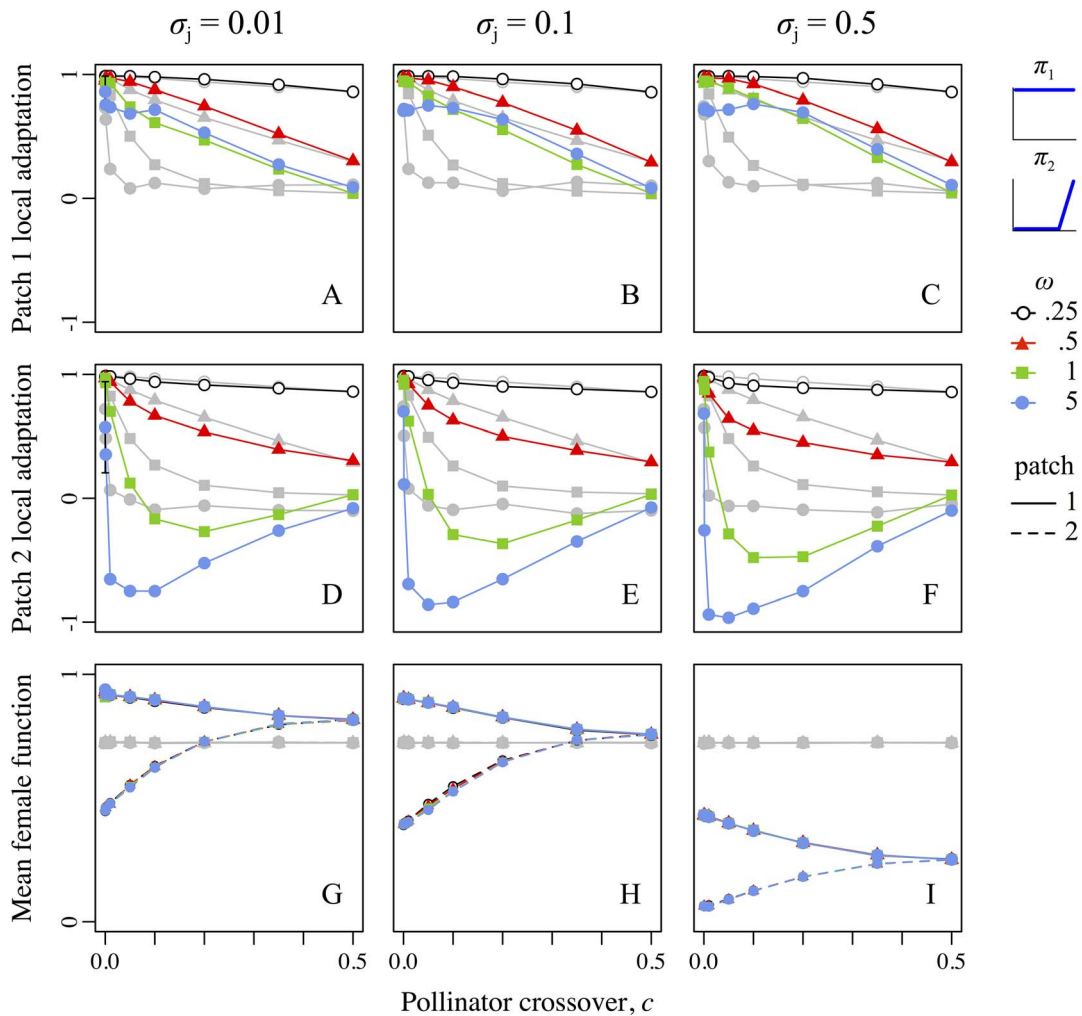 σj = 0.01 σj = 0.1 σj = 0.5
Patch 1 local adaptation
1
0
-1
A
B
C
π1
π2
ω
.25
.5
1
5
patch
1
2
Patch 2 local adaptation
1
0
-1
D
E
F
Mean female function
1
0
G
H
I
0.0 0.5 0.0 0.5 0.0 0.5
Pollinator crossover, c